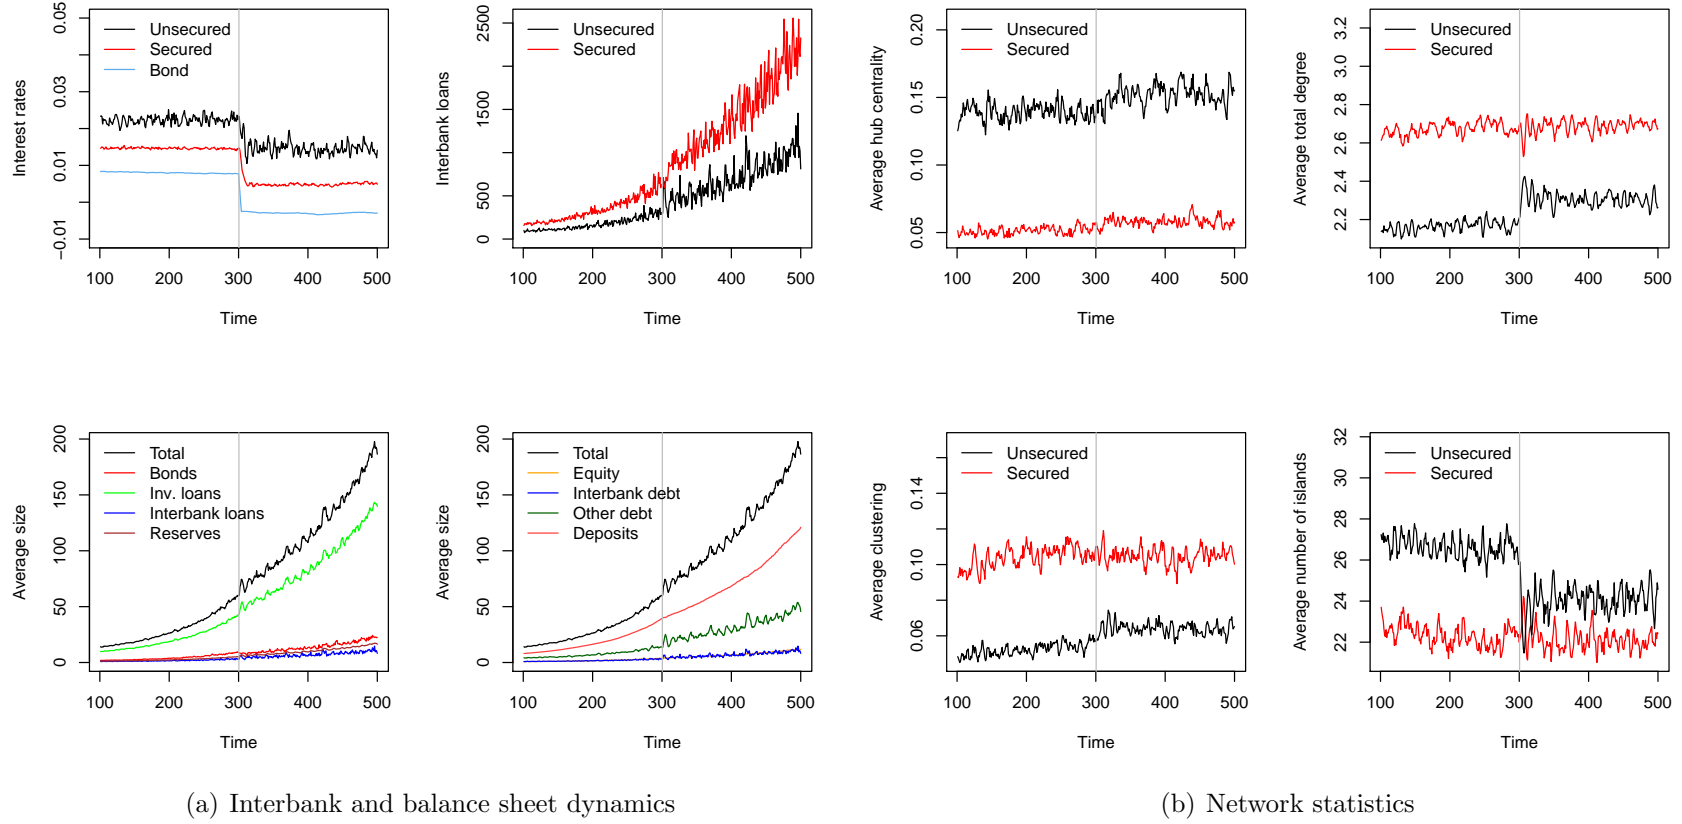 Interest rates
−0.01
0.01
0.03
0.05
Unsecured
Secured
Bond
100
200
300
400
500
Time
Interbank loans
0
500
1500
2500
Unsecured
Secured
100
200
300
400
500
Time
Average hub centrality
0.05
0.10
0.15
0.20
Unsecured
Secured
100
200
300
400
500
Time
Average total degree
2.2
2.4
2.6
2.8
3.0
3.2
Unsecured
Secured
100
200
300
400
500
Time
Average size
0
50
100
150
200
Total
Bonds
Inv. loans
Interbank loans
Reserves
100
200
300
400
500
Time
Average size
0
50
100
150
200
Total
Equity
Interbank debt
Other debt
Deposits
100
200
300
400
500
Time
Average clustering
0.06
0.10
0.14
Unsecured
Secured
100
200
300
400
500
Time
Average number of islands
22
24
26
28
30
32
Unsecured
Secured
100
200
300
400
500
Time
(a) Interbank and balance sheet dynamics
(b) Network statistics